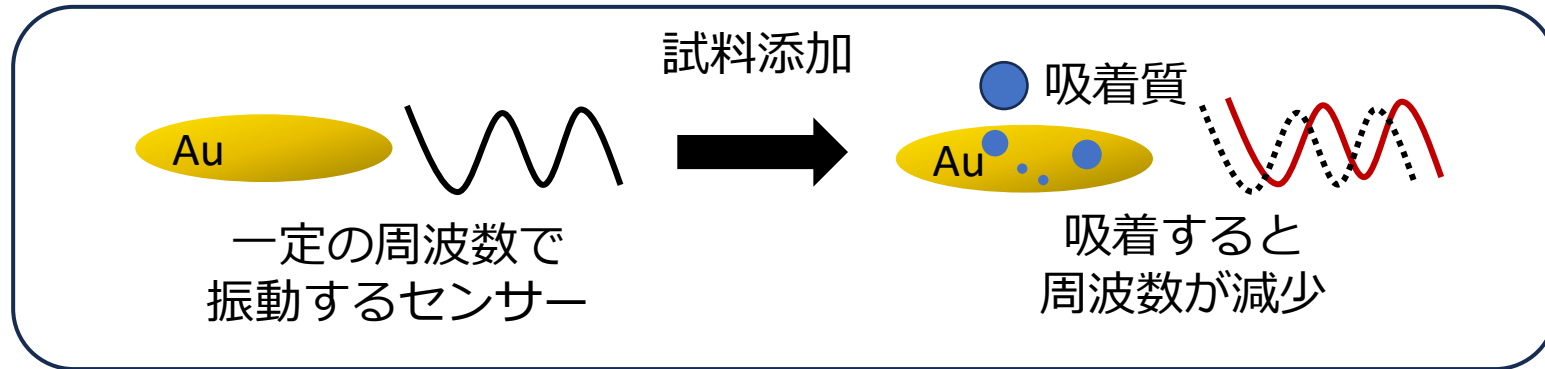 試料添加
吸着質
Au
Au
一定の周波数で
振動するセンサー
吸着すると
周波数が減少